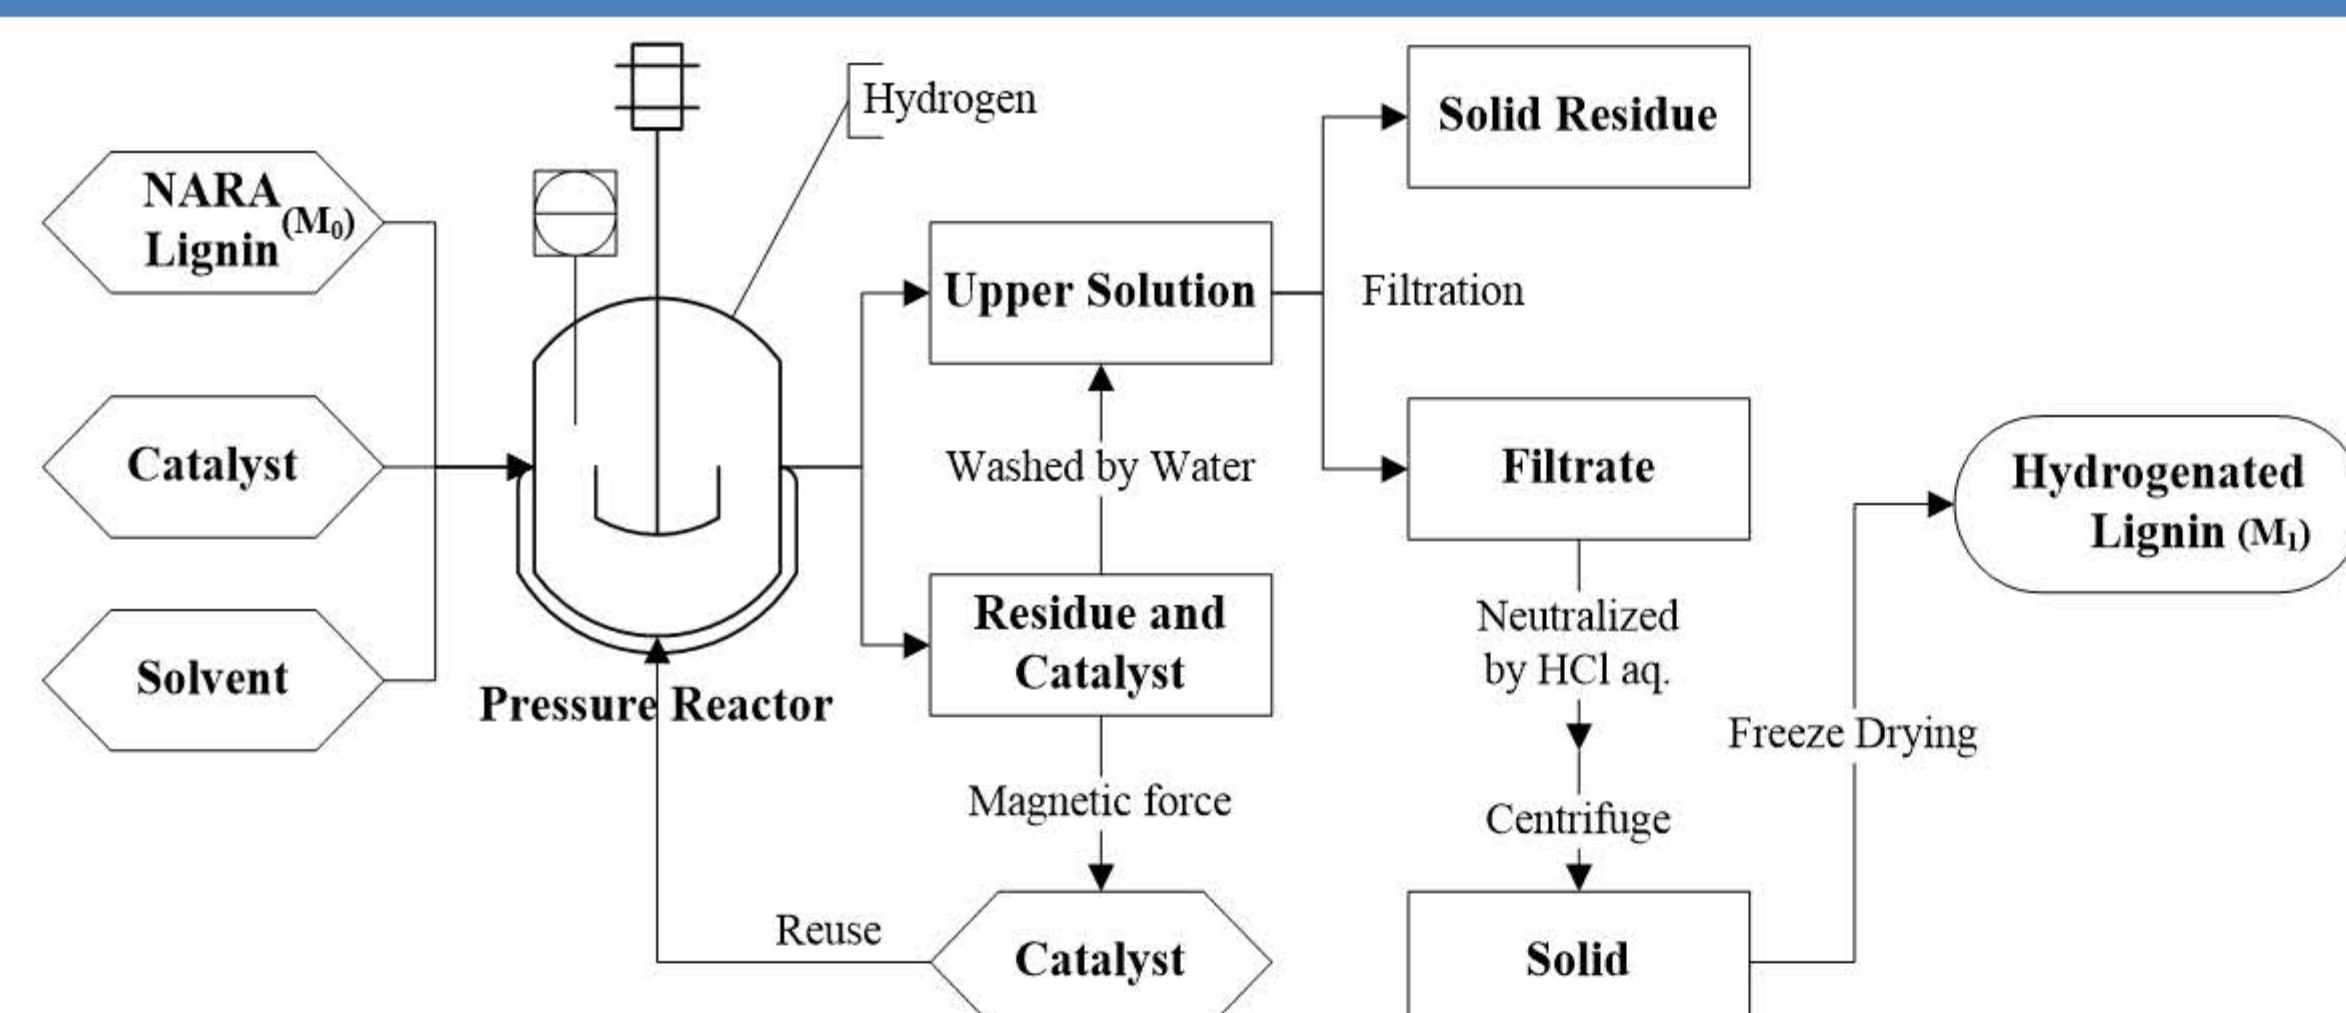 Hydrogen
Solid Residue
NARA
Lignin (M₀)
Upper Solution
Filtration
Catalyst
Washed by Water
Filtrate
Hydrogenated
Lignin (M₁)
Residue and
Catalyst
Neutralized
by HCl aq.
Solvent
Pressure Reactor
Freeze Drying
Magnetic force
Centrifuge
Reuse
Catalyst
Solid